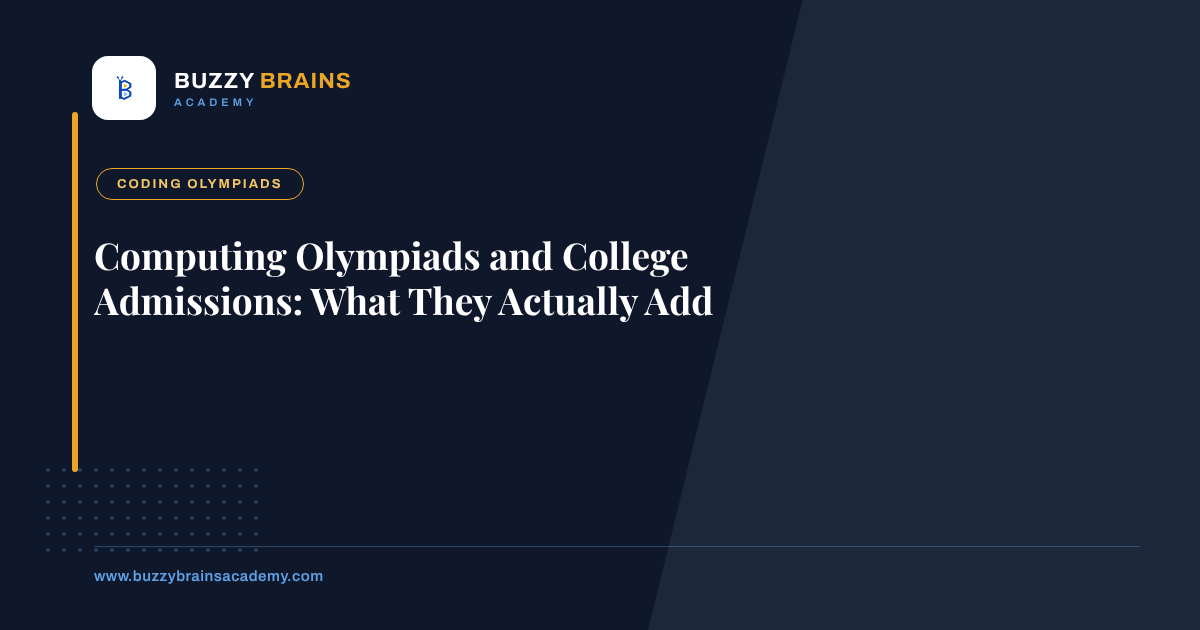 BUZZY BRAINS
ACADEMY
CODING OLYMPIADS
Computing Olympiads and College
Admissions: What They Actually Add
www.buzzybrainsacademy.com